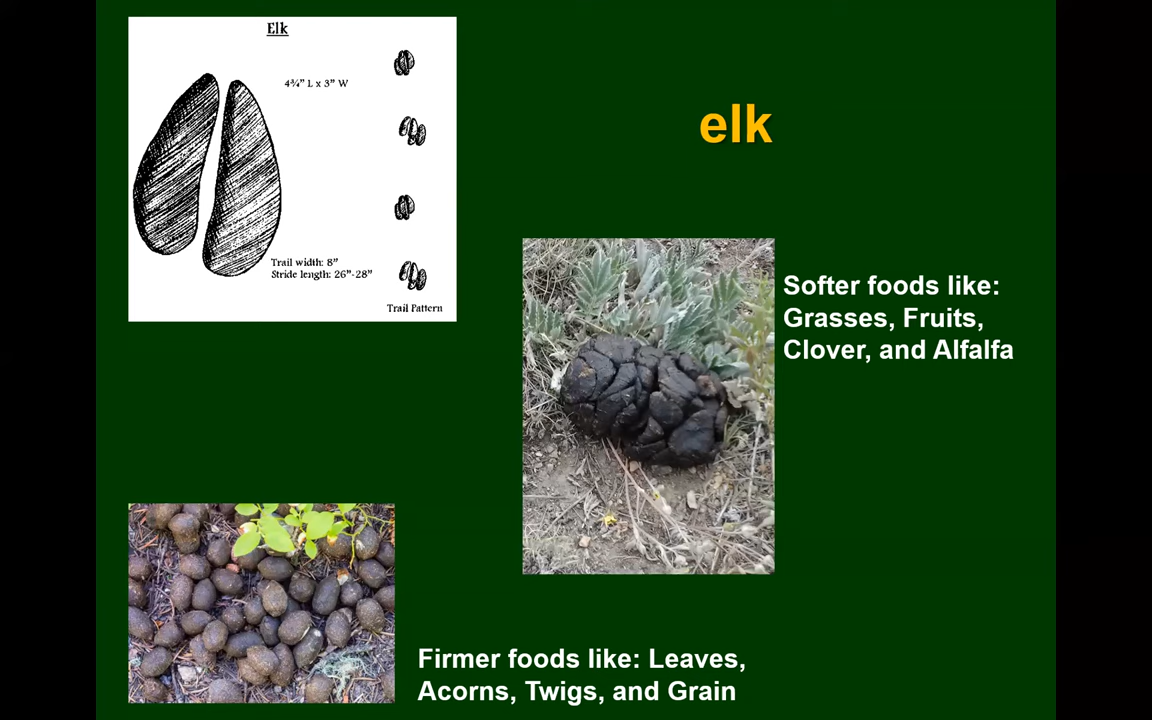 Elk
4¾" L x 3" W
Trail width: 8"
Stride length: 26"-28"
Trail Pattern
elk
Softer foods like:
Grasses, Fruits,
Clover, and Alfalfa
Firmer foods like: Leaves,
Acorns, Twigs, and Grain